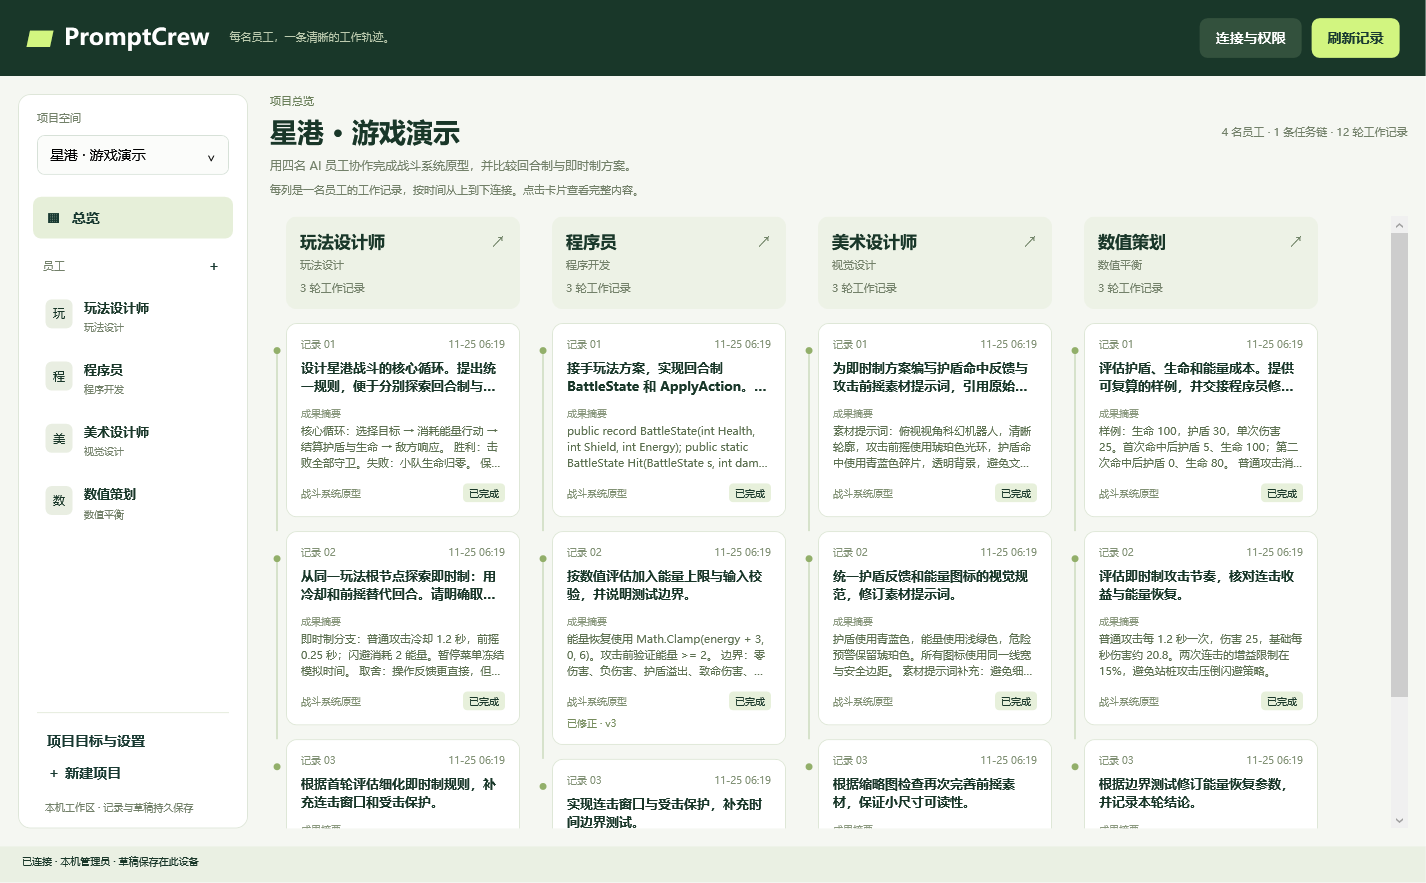 PromptCrew
每名员工，一条清晰的工作轨迹。
连接与权限
刷新记录
项目空间
星港 · 游戏演示
总览
员工
+
玩
玩法设计师
玩法设计
程
程序员
程序开发
美
美术设计师
视觉设计
数
数值策划
数值平衡
项目目标与设置
+ 新建项目
本机工作区 · 记录与草稿持久保存
项目总览
星港 · 游戏演示
4 名员工 · 1 条任务链 · 12 轮工作记录
用四名 AI 员工协作完成战斗系统原型，并比较回合制与即时制方案。
每列是一名员工的工作记录，按时间从上到下连接。点击卡片查看完整内容。
玩法设计师
玩法设计
3 轮工作记录
记录 01
11-25 06:19
设计星港战斗的核心循环。提出统
一规则，便于分别探索回合制与...
成果摘要
核心循环：选择目标 → 消耗能量行动 →
结算护盾与生命 → 敌方响应。 胜利：击
败全部守卫。失败：小队生命归零。 保...
战斗系统原型
已完成
记录 02
11-25 06:19
从同一玩法根节点探索即时制：用
冷却和前摇替代回合。请明确取...
成果摘要
即时制分支：普通攻击冷却 1.2 秒，前摇
0.25 秒；闪避消耗 2 能量。暂停菜单冻结
模拟时间。 取舍：操作反馈更直接，但...
战斗系统原型
已完成
记录 03
11-25 06:19
根据首轮评估细化即时制规则，补
充连击窗口和受击保护。
程序员
程序开发
3 轮工作记录
记录 01
11-25 06:19
接手玩法方案，实现回合制
BattleState 和 ApplyAction。...
成果摘要
public record BattleState(int Health,
int Shield, int Energy); public static
BattleState Hit(BattleState s, int dam...
战斗系统原型
已完成
记录 02
11-25 06:19
按数值评估加入能量上限与输入校
验，并说明测试边界。
成果摘要
能量恢复使用 Math.Clamp(energy + 3,
0, 6)。攻击前验证能量 >= 2。 边界：零
伤害、负伤害、护盾溢出、致命伤害、...
战斗系统原型
已完成
已修正 · v3
记录 03
11-25 06:19
实现连击窗口与受击保护，补充时
间边界测试。
美术设计师
视觉设计
3 轮工作记录
记录 01
11-25 06:19
为即时制方案编写护盾命中反馈与
攻击前摇素材提示词，引用原始...
成果摘要
素材提示词：俯视视角科幻机器人，清晰
轮廓，攻击前摇使用琥珀色光环，护盾命
中使用青蓝色碎片，透明背景，避免文...
战斗系统原型
已完成
记录 02
11-25 06:19
统一护盾反馈和能量图标的视觉规
范，修订素材提示词。
成果摘要
护盾使用青蓝色，能量使用浅绿色，危险
预警保留琥珀色。所有图标使用同一线宽
与安全边距。 素材提示词补充：避免细...
战斗系统原型
已完成
记录 03
11-25 06:19
根据缩略图检查再次完善前摇素
材，保证小尺寸可读性。
成果摘要
数值策划
数值平衡
3 轮工作记录
记录 01
11-25 06:19
评估护盾、生命和能量成本。提供
可复算的样例，并交接程序员修...
成果摘要
样例：生命 100，护盾 30，单次伤害
25。首次命中后护盾 5、生命 100；第二
次命中后护盾 0、生命 80。 普通攻击消...
战斗系统原型
已完成
记录 02
11-25 06:19
评估即时制攻击节奏，核对连击收
益与能量恢复。
成果摘要
普通攻击每 1.2 秒一次，伤害 25，基础每
秒伤害约 20.8。两次连击的增益限制在
15%，避免站桩攻击压倒闪避策略。
战斗系统原型
已完成
记录 03
11-25 06:19
根据边界测试修订能量恢复参数，
并记录本轮结论。
已连接 · 本机管理员 · 草稿保存在此设备